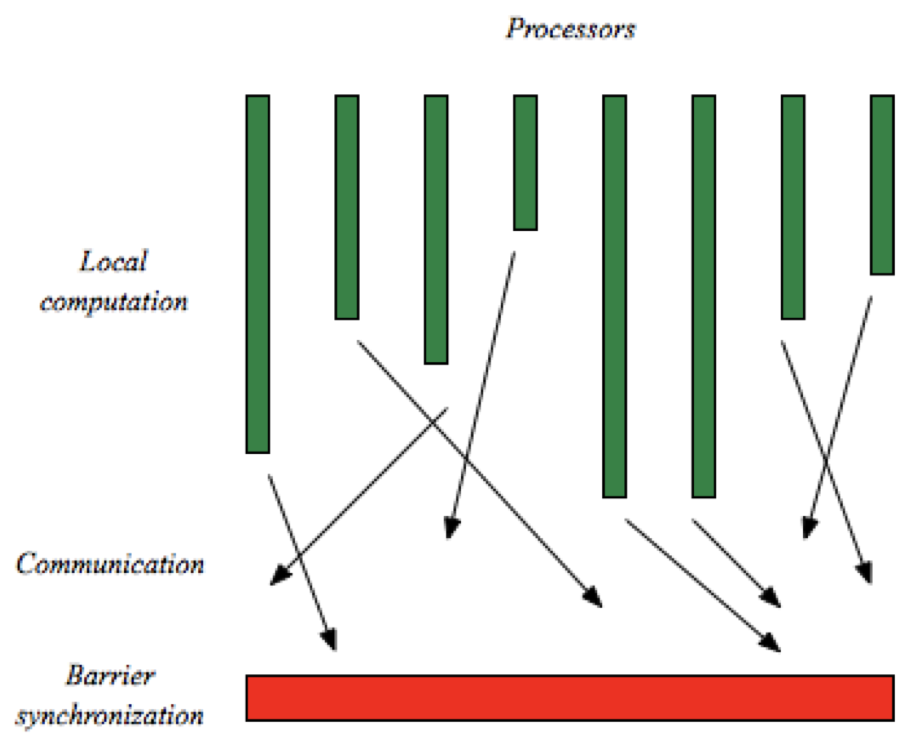 Processors
Local
computation
Communication
Barrier
synchronization